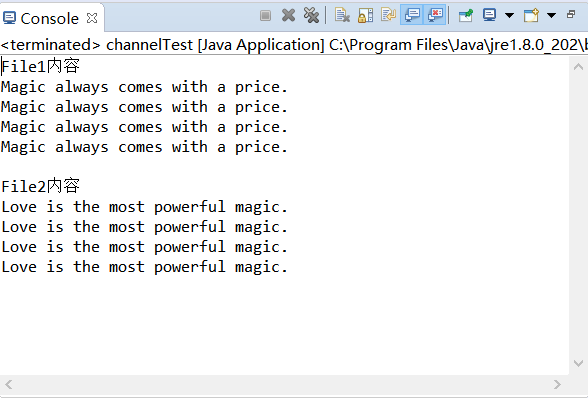 Console
<terminated> channelTest [Java Application] C:\Program Files\Java\jre1.8.0_202\b
File1内容
Magic always comes with a price.
Magic always comes with a price.
Magic always comes with a price.
Magic always comes with a price.
File2内容
Love is the most powerful magic.
Love is the most powerful magic.
Love is the most powerful magic.
Love is the most powerful magic.